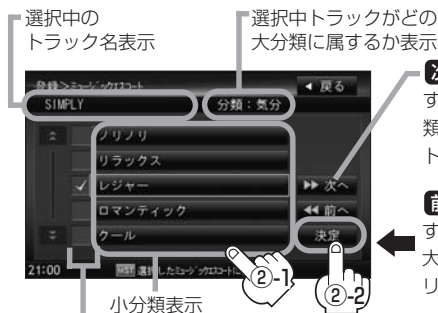 選択中の
トラック名表示
選択中トラックがどの
大分類に属するか表示
登録>ミュージックエスコート
戻る
SIMPLY
分類：気分
ノリノリ
リラックス
レジャー
ロマンティック
クール
次へ
前へ
決定
21:00
MST 選択したミュージックエスコートに
②-1
②-2
小分類表示
次
す
類
ト
前
す
大
リ